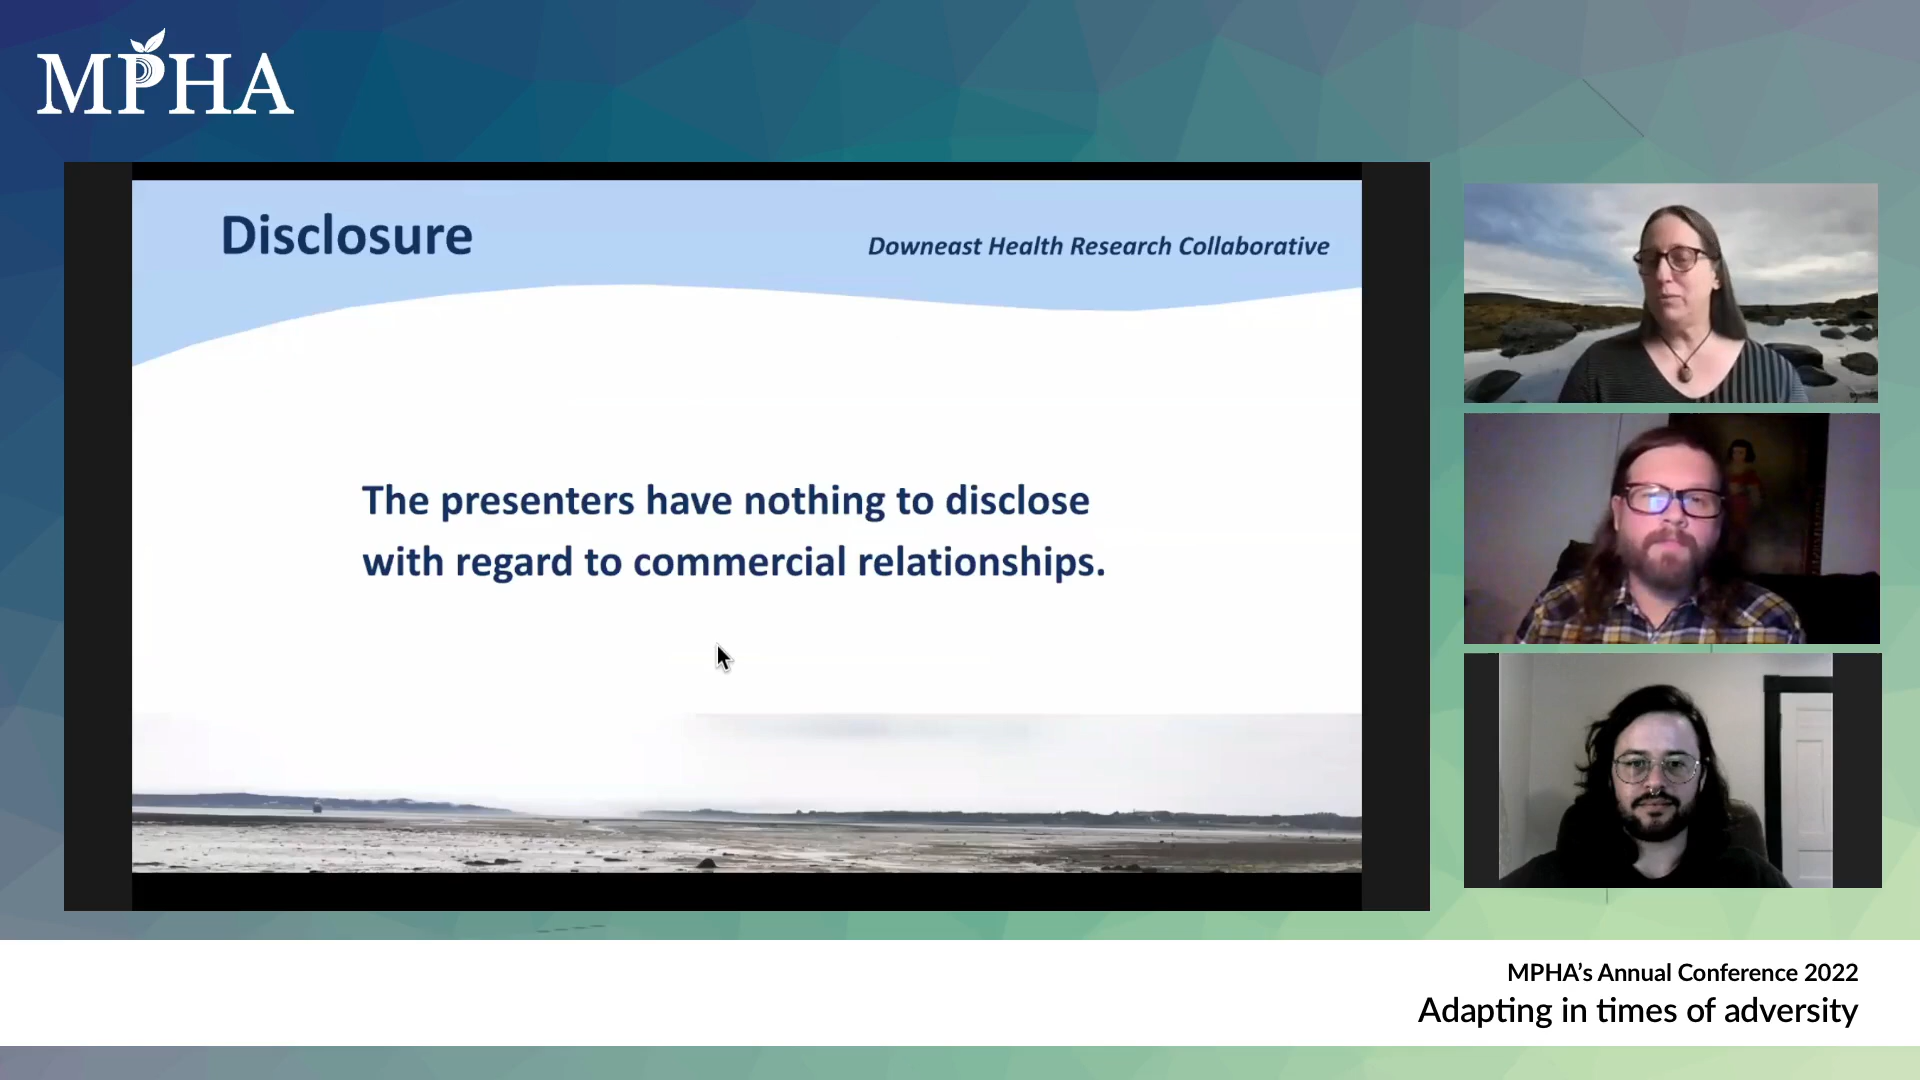 MPHA
Disclosure
Downeast Health Research Collaborative
The presenters have nothing to disclose
with regard to commercial relationships.
MPHA’s Annual Conference 2022
Adapting in times of adversity